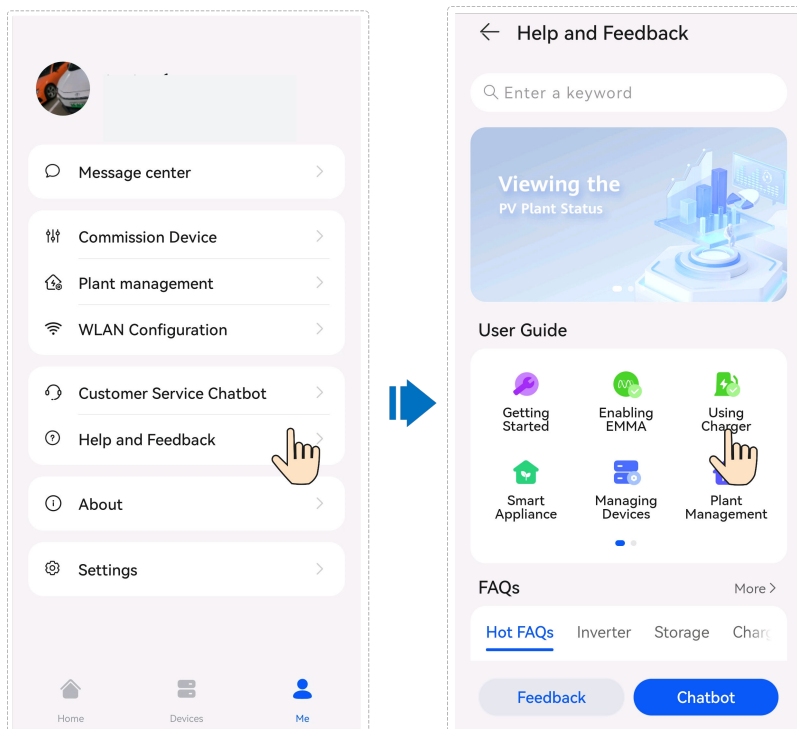 Message center
Commission Device
Plant management
WLAN Configuration
Customer Service Chatbot
Help and Feedback
About
Settings
Home
Devices
Me
Help and Feedback
Enter a keyword
Viewing the
PV Plant Status
User Guide
Getting
Started
Enabling
EMMA
Using
Charger
Smart
Appliance
Managing
Devices
Plant
Management
FAQs
More
Hot FAQs
Inverter
Storage
Feedback
Chatbot